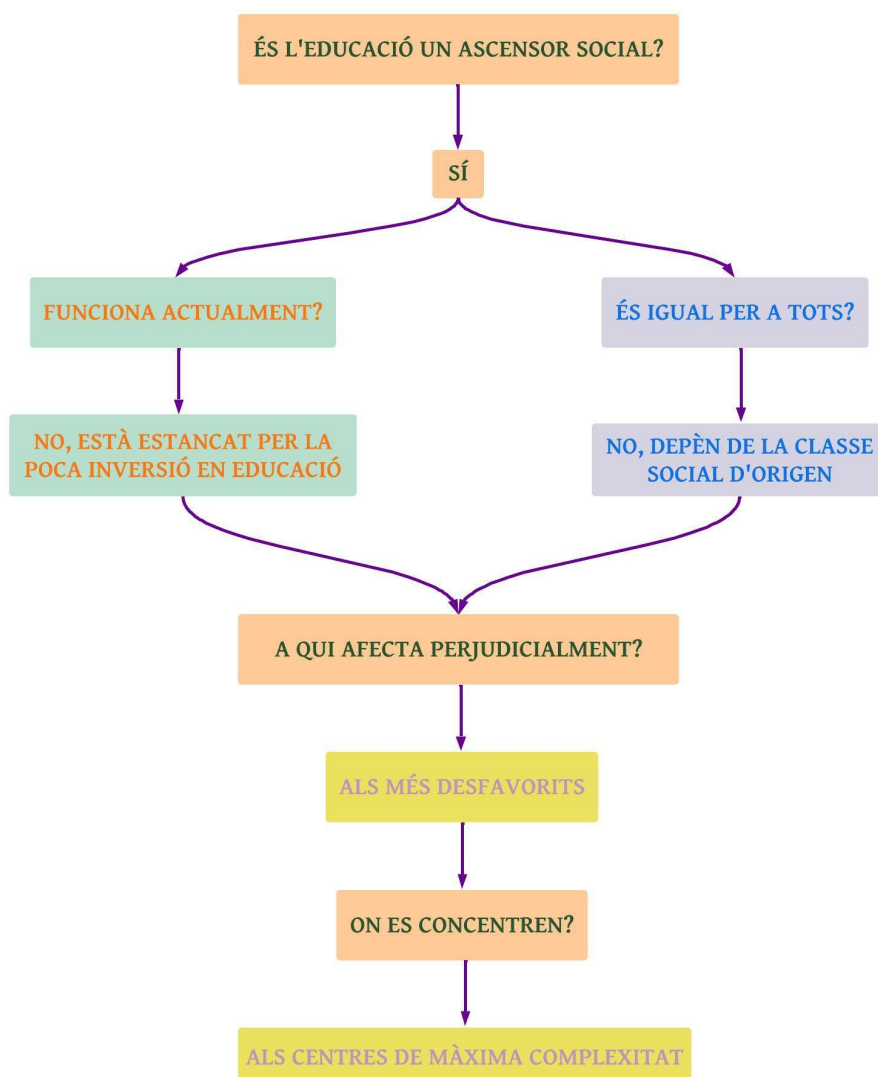 ÉS L'EDUCACIÓ UN ASCENSOR SOCIAL?
SÍ
FUNCIONA ACTUALMENT?
NO, ESTÀ ESTANCAT PER LA
POCA INVERSIÓ EN EDUCACIÓ
ÉS IGUAL PER A TOTS?
NO, DEPÈN DE LA CLASSE
SOCIAL D'ORIGEN
A QUI AFECTA PERJUDICIALMENT?
ALS MÉS DESFAVORITS
ON ES CONCENTREN?
ALS CENTRES DE MÀXIMA COMPLEXITAT